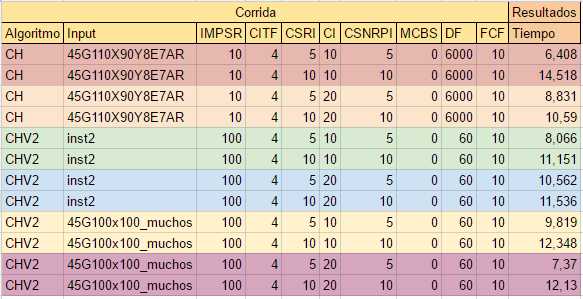 Corrida Resultados
Algoritmo Input IMPSR CITF CSRI CI CSNRPI MCBS DF FCF Tiempo
CH 45G110X90Y8E7AR 10 4 5 10 5 0 6000 10 6,408
CH 45G110X90Y8E7AR 10 4 10 10 10 0 6000 10 14,518
CH 45G110X90Y8E7AR 10 4 5 20 5 0 6000 10 8,831
CH 45G110X90Y8E7AR 10 4 10 20 10 0 6000 10 10,59
CHV2 inst2 100 4 5 10 5 0 60 10 8,066
CHV2 inst2 100 4 10 10 10 0 60 10 11,151
CHV2 inst2 100 4 5 20 5 0 60 10 10,562
CHV2 inst2 100 4 10 20 10 0 60 10 11,536
CHV2 45G100x100_muchos 100 4 5 10 5 0 60 10 9,819
CHV2 45G100x100_muchos 100 4 10 10 10 0 60 10 12,348
CHV2 45G100x100_muchos 100 4 5 20 5 0 60 10 7,37
CHV2 45G100x100_muchos 100 4 10 20 10 0 60 10 12,13